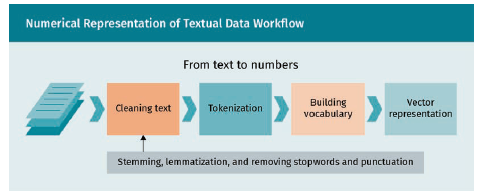 Numerical Representation of Textual Data Workflow
From text to numbers
Cleaning text
Tokenization
Building
vocabulary
Vector
representation
Stemming, lemmatization, and removing stopwords and punctuation